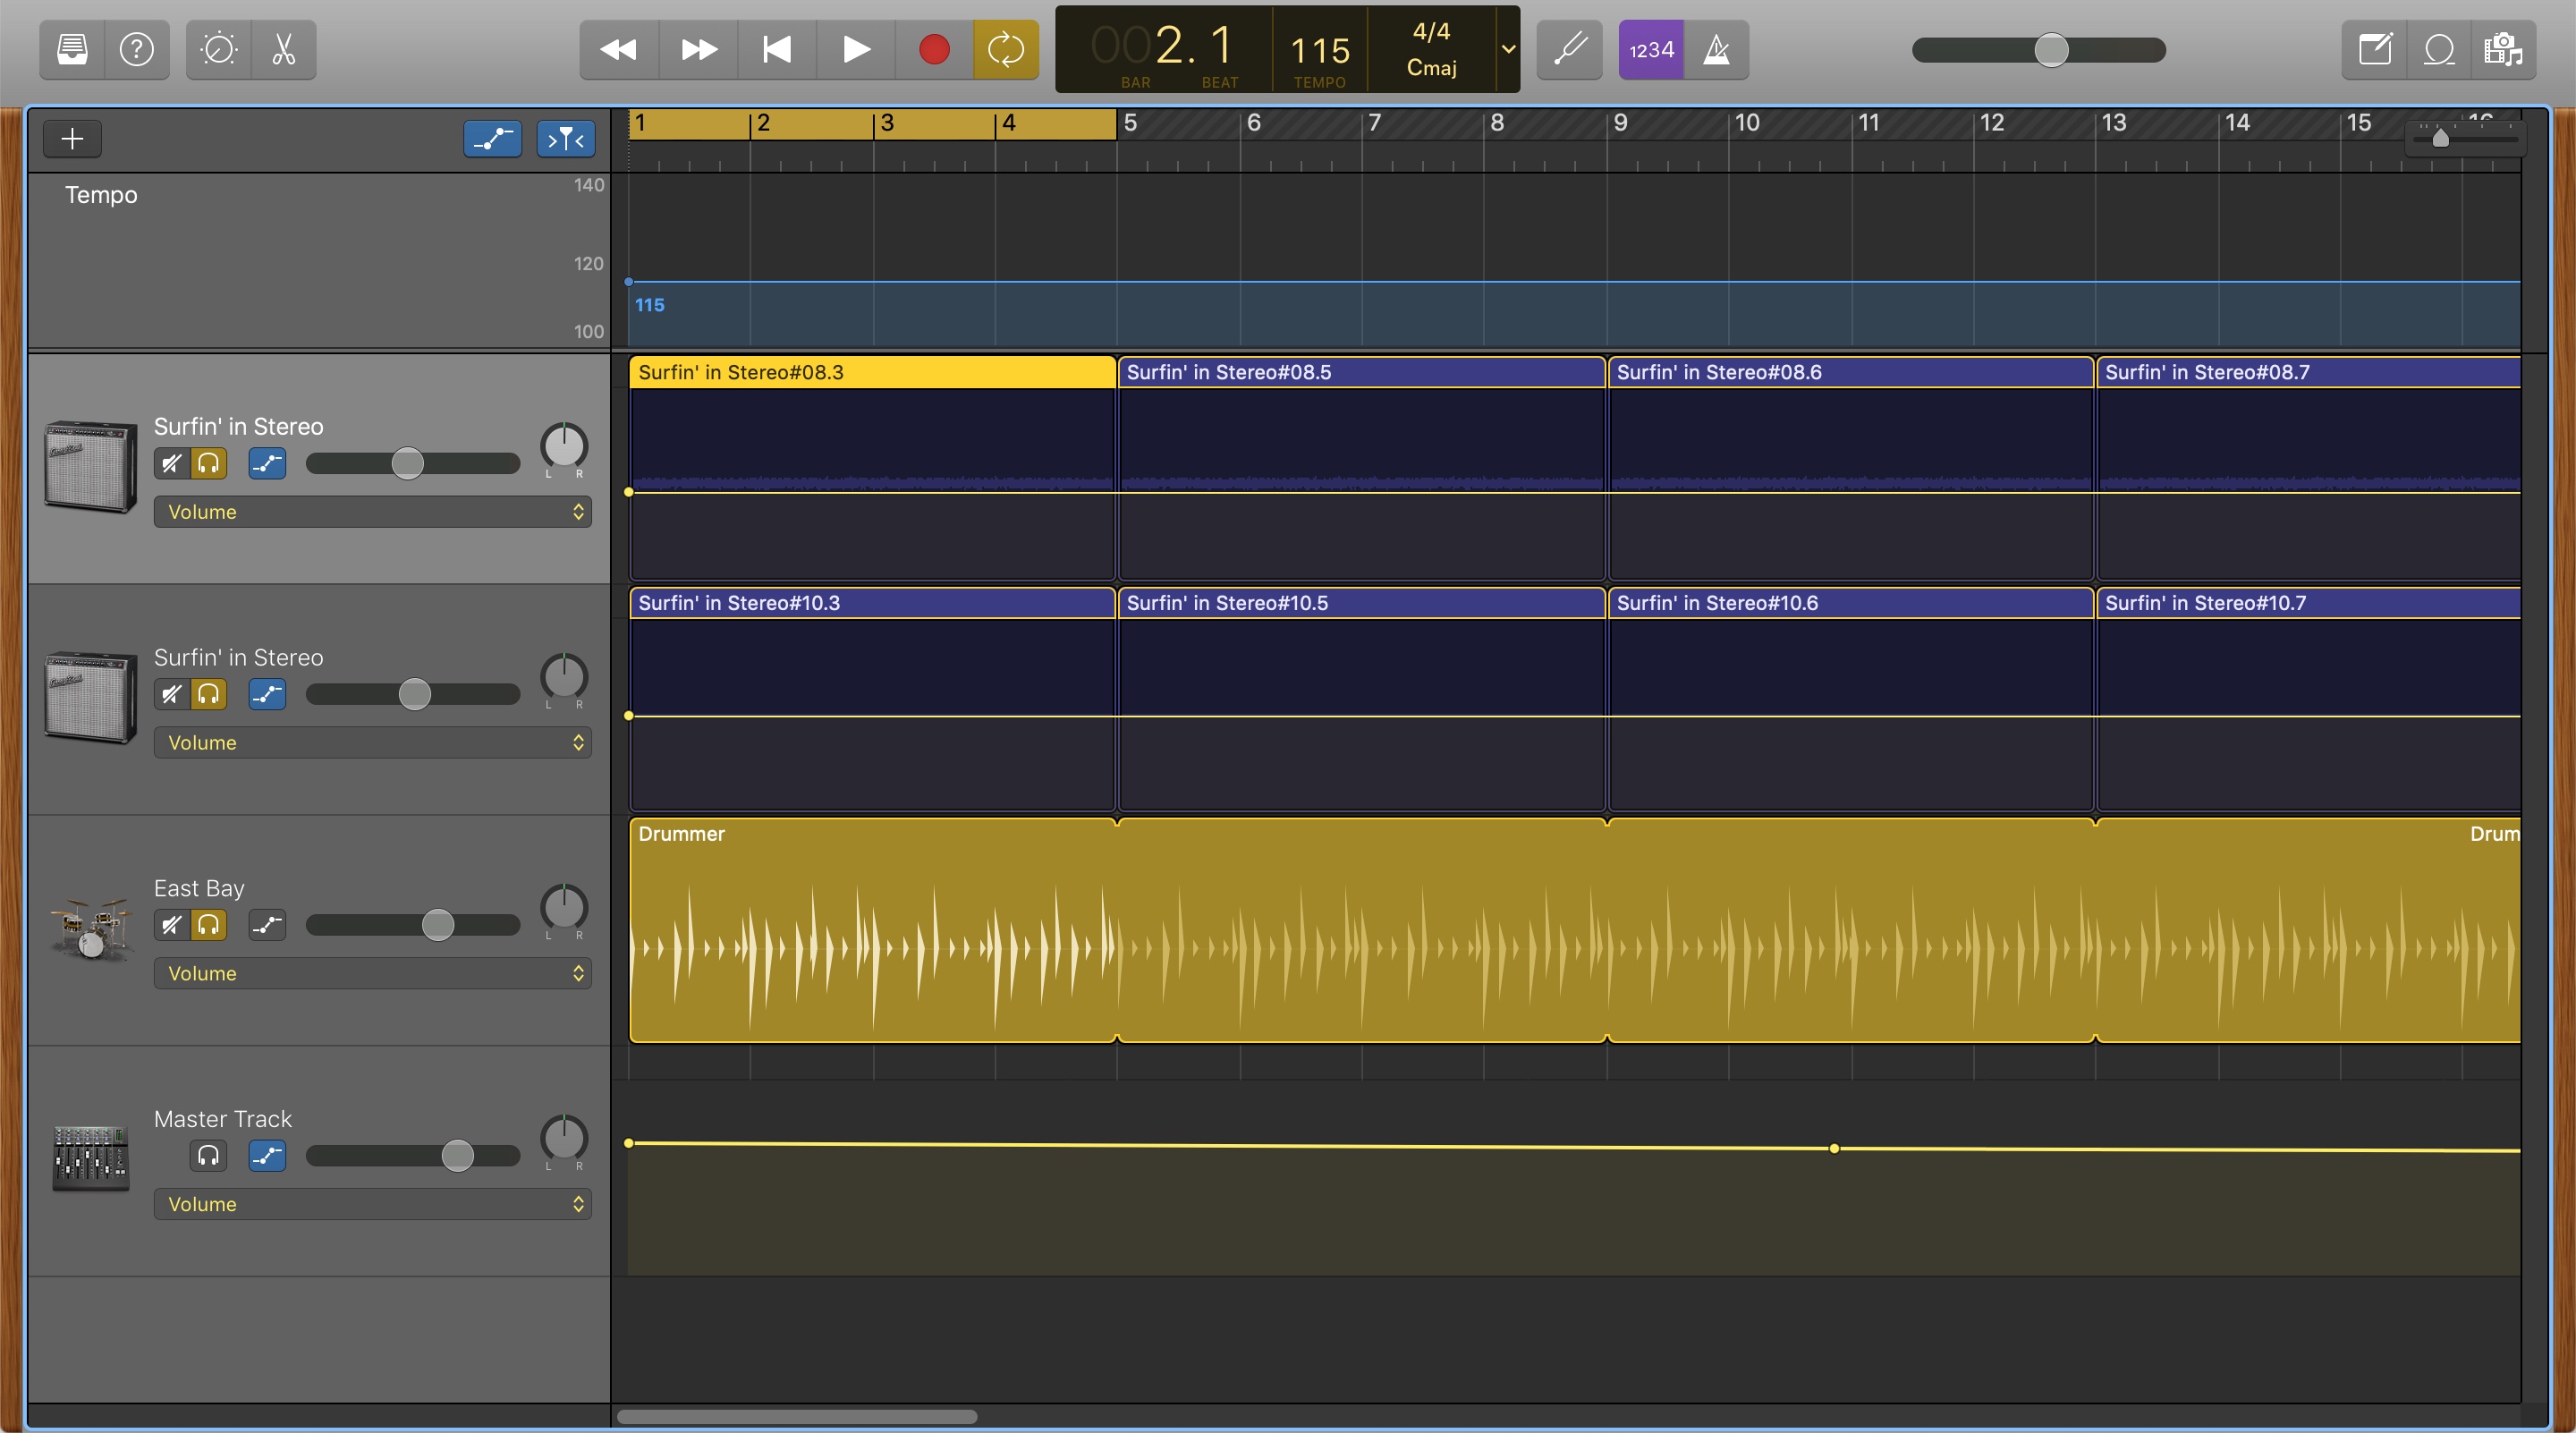 002. 1 115 4/4
BAR BEAT TEMPO Cmaj
1234
1 2 3 4 5 6 7 8 9 10 11 12 13 14 15 16
Tempo
140
120
100
115
Surfin' in Stereo#08.3 Surfin' in Stereo#08.5 Surfin' in Stereo#08.6 Surfin' in Stereo#08.7
Surfin' in Stereo
L R
Volume
Surfin' in Stereo#10.3 Surfin' in Stereo#10.5 Surfin' in Stereo#10.6 Surfin' in Stereo#10.7
Surfin' in Stereo
L R
Volume
Drummer Drum
East Bay
L R
Volume
Master Track
L R
Volume